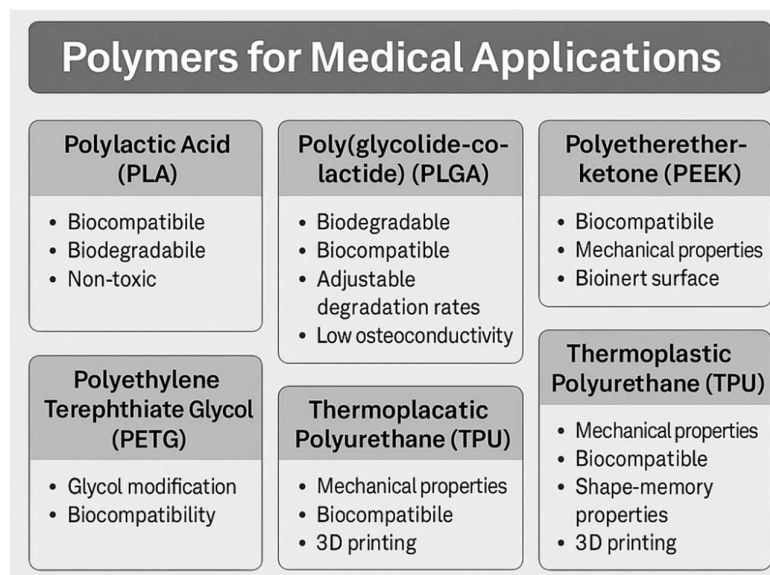 Polymers for Medical Applications
Polylactic Acid
(PLA)
• Biocompatibile
• Biodegradabile
• Non-toxic
Poly(glycolide-co-
lactide) (PLGA)
• Biodegradable
• Biocompatible
• Adjustable
degradation rates
• Low osteoconductivity
Polyetherether-
ketone (PEEK)
• Biocompatibile
• Mechanical properties
• Bioinert surface
Polyethylene
Terephthiate Glycol
(PETG)
• Glycol modification
• Biocompatibility
Thermoplacatic
Polyurethane (TPU)
• Mechanical properties
• Biocompatibile
• 3D printing
Thermoplastic
Polyurethane (TPU)
• Mechanical properties
• Biocompatible
• Shape-memory
properties
• 3D printing